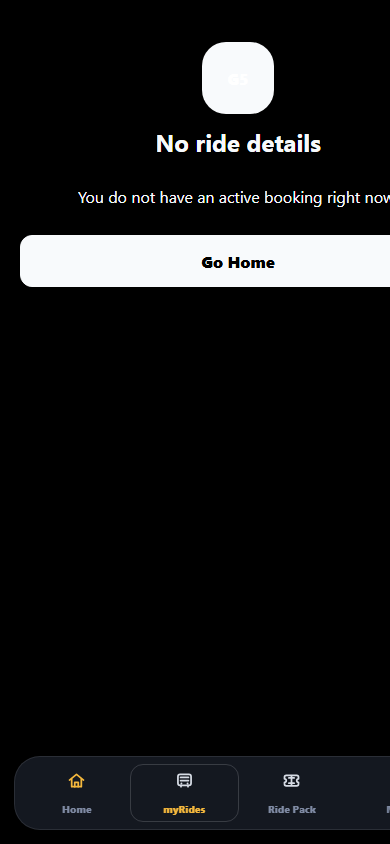 No ride details
You do not have an active booking right now
Go Home
Home
myRides
Ride Pack